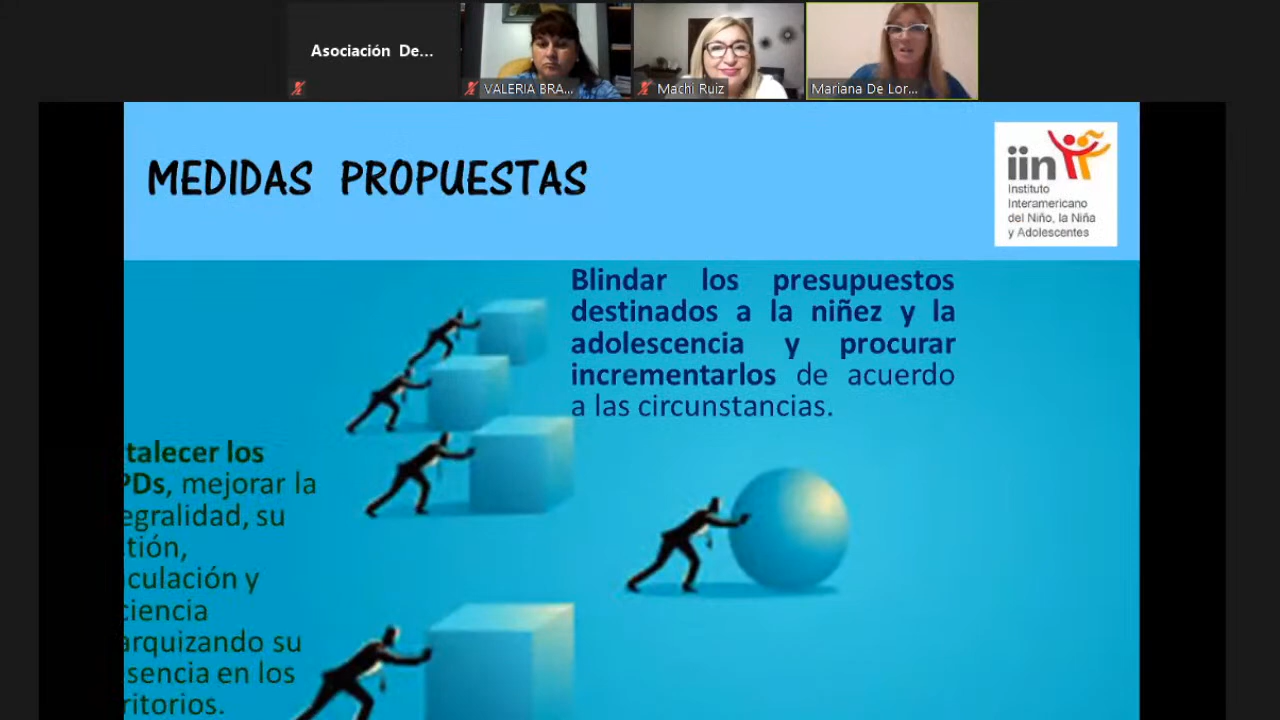 Asociación De...
VALERIA BRA...
Machi Ruiz
Mariana De Lor...
MEDIDAS PROPUESTAS
iin
Instituto
Interamericano
del Niño, la Niña
y Adolescentes
Blindar los presupuestos
destinados a la niñez y la
adolescencia y procurar
incrementarlos de acuerdo
a las circunstancias.
talecer los
PDs, mejorar la
egralidad, su
tión,
culación y
ciencia
arquizando su
sencia en los
ritorios.